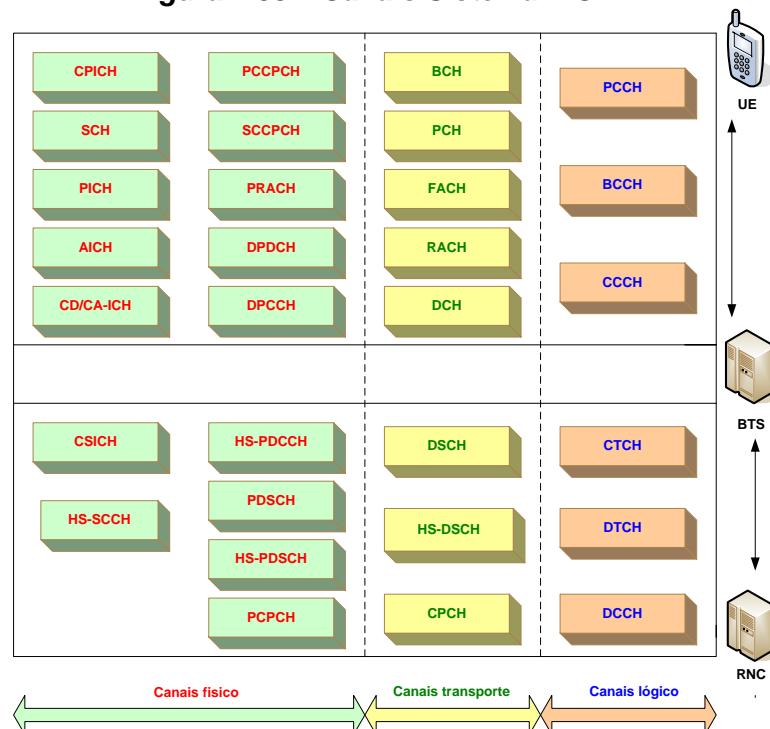 CPICH PCCPCH BCH PCCH
UE
SCH SCCPCH PCH
PICH PRACH FACH BCCH
AICH DPDCH RACH
CCCH
CD/CA-ICH DPCCH DCH
BTS
CSICH HS-PDCCH DSCH CTCH
HS-SCCH PDSCH HS-DSCH DTCH
HS-PDSCH
PCPCH CPCH DCCH
RNC
Canais fisico Canais transporte Canais lógico